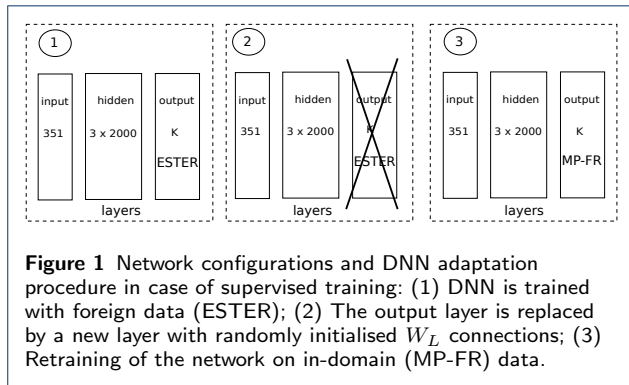 1
input
hidden
output
351
3 x 2000
K
ESTER
layers
2
input
hidden
output
351
3 x 2000
K
ESTER
layers
3
input
hidden
output
351
3 x 2000
K
MP-FR
layers
Figure 1 Network configurations and DNN adaptation
procedure in case of supervised training: (1) DNN is trained
with foreign data (ESTER); (2) The output layer is replaced
by a new layer with randomly initialised W_L connections; (3)
Retraining of the network on in-domain (MP-FR) data.